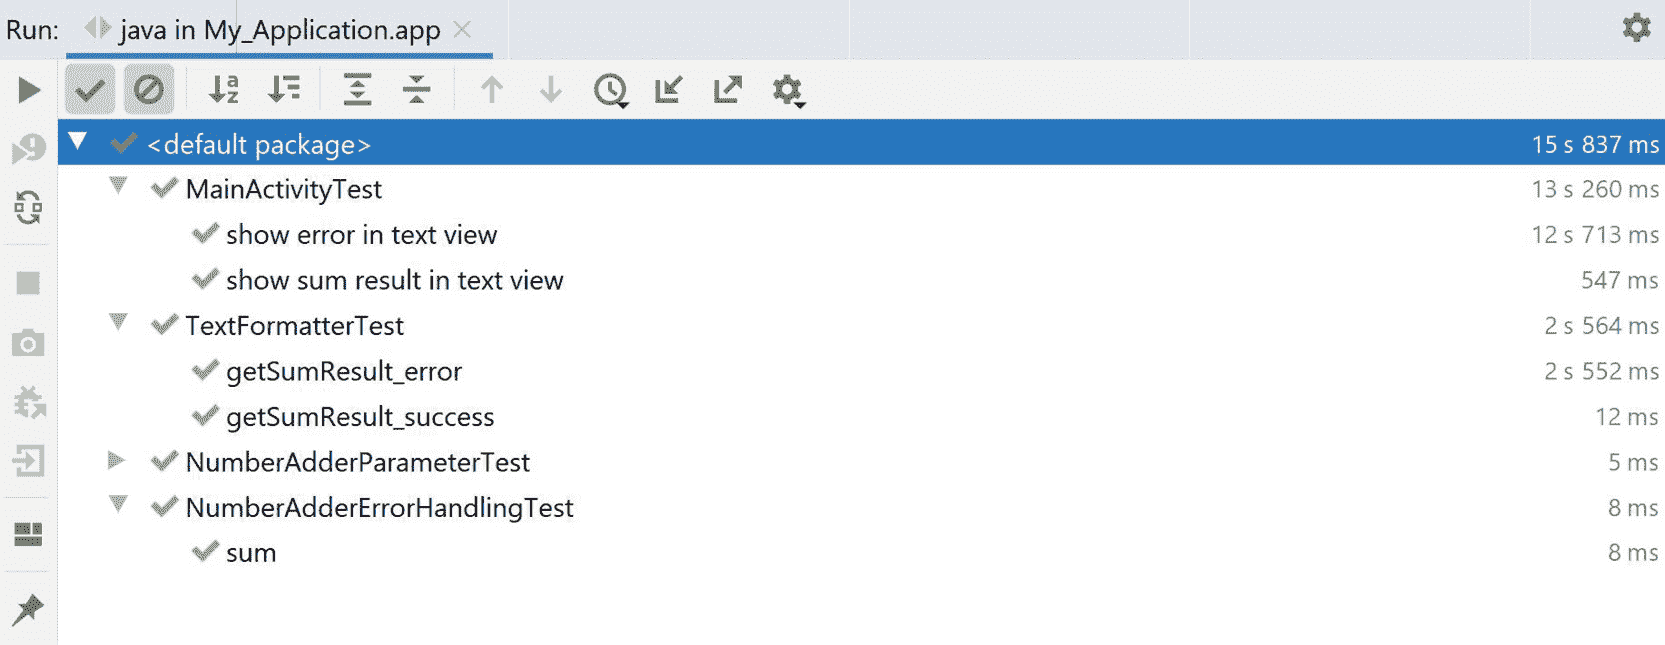 Run: java in My_Application.app
<default package> 15 s 837 ms
MainActivityTest 13 s 260 ms
show error in text view 12 s 713 ms
show sum result in text view 547 ms
TextFormatterTest 2 s 564 ms
getSumResult_error 2 s 552 ms
getSumResult_success 12 ms
NumberAdderParameterTest 5 ms
NumberAdderErrorHandlingTest 8 ms
sum 8 ms